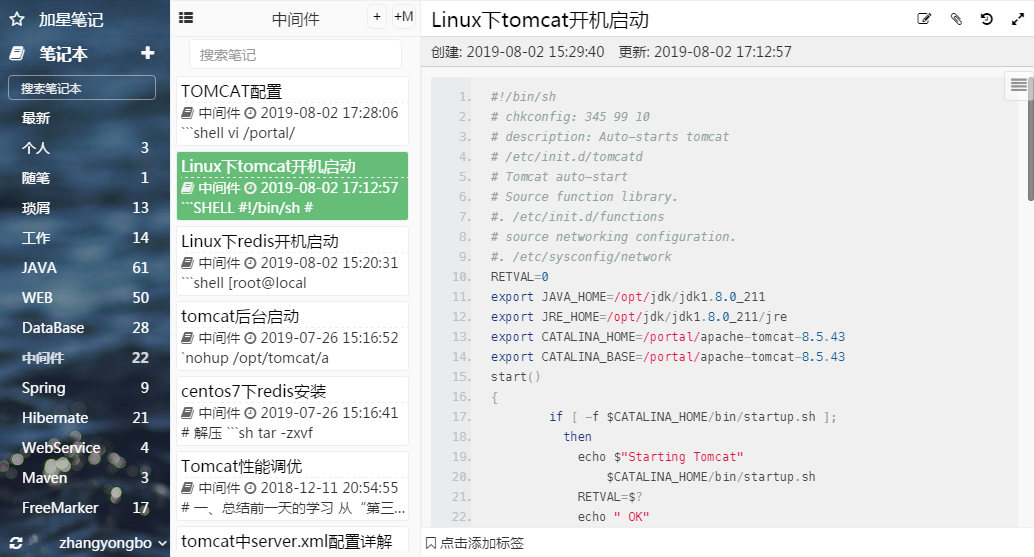 加星笔记
笔记本 +
搜索笔记本
最新
个人 3
随笔 1
琐屑 13
工作 14
JAVA 61
WEB 50
DataBase 28
中间件 22
Spring 9
Hibernate 21
WebService 4
Maven 3
FreeMarker 17
zhangyongbo
中间件 + +M
搜索笔记
TOMCAT配置
中间件 2019-08-02 17:28:06
```shell vi /portal/
Linux下tomcat开机启动
中间件 2019-08-02 17:12:57
```SHELL #!/bin/sh #
Linux下redis开机启动
中间件 2019-08-02 15:20:31
```shell [root@local
tomcat后台启动
中间件 2019-07-26 15:16:52
`nohup /opt/tomcat/a
centos7下redis安装
中间件 2019-07-26 15:16:41
# 解压 ```sh tar -zxvf
Tomcat性能调优
中间件 2018-12-11 20:54:55
# 一、总结前一天的学习 从“第三...
tomcat中server.xml配置详解
Linux下tomcat开机启动
创建: 2019-08-02 15:29:40 更新: 2019-08-02 17:12:57
1. #!/bin/sh
2. # chkconfig: 345 99 10
3. # description: Auto-starts tomcat
4. # /etc/init.d/tomcatd
5. # Tomcat auto-start
6. # Source function library.
7. #. /etc/init.d/functions
8. # source networking configuration.
9. #. /etc/sysconfig/network
10. RETVAL=0
11. export JAVA_HOME=/opt/jdk/jdk1.8.0_211
12. export JRE_HOME=/opt/jdk/jdk1.8.0_211/jre
13. export CATALINA_HOME=/portal/apache-tomcat-8.5.43
14. export CATALINA_BASE=/portal/apache-tomcat-8.5.43
15. start()
16. {
17. if [ -f $CATALINA_HOME/bin/startup.sh ];
18. then
19. echo $"Starting Tomcat"
20. $CATALINA_HOME/bin/startup.sh
21. RETVAL=$?
22. echo " OK"
点击添加标签